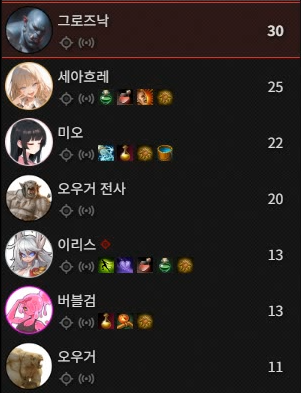 그로즈낙 30
세아흐레 25
미오 22
오우거 전사 20
이리스 13
버블검 13
오우거 11